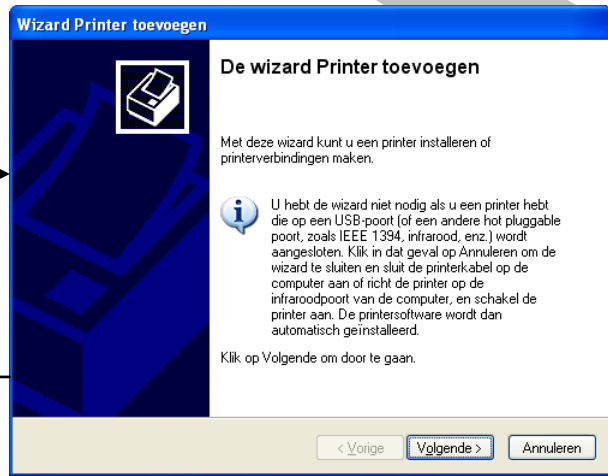 Wizard Printer toevoegen
De wizard Printer toevoegen
Met deze wizard kunt u een printer installeren of
printerverbindingen maken.
U hebt de wizard niet nodig als u een printer hebt
die op een USB-poort (of een andere hot pluggable
poort, zoals IEEE 1394, infrarood, enz.) wordt
aangesloten. Klik in dat geval op Annuleren om de
wizard te sluiten en sluit de printerkabel op de
computer aan of richt de printer op de
infraroodpoort van de computer, en schakel de
printer aan. De printersoftware wordt dan
automatisch geïnstalleerd.
Klik op Volgende om door te gaan.
< Vorige Volgende > Annuleren